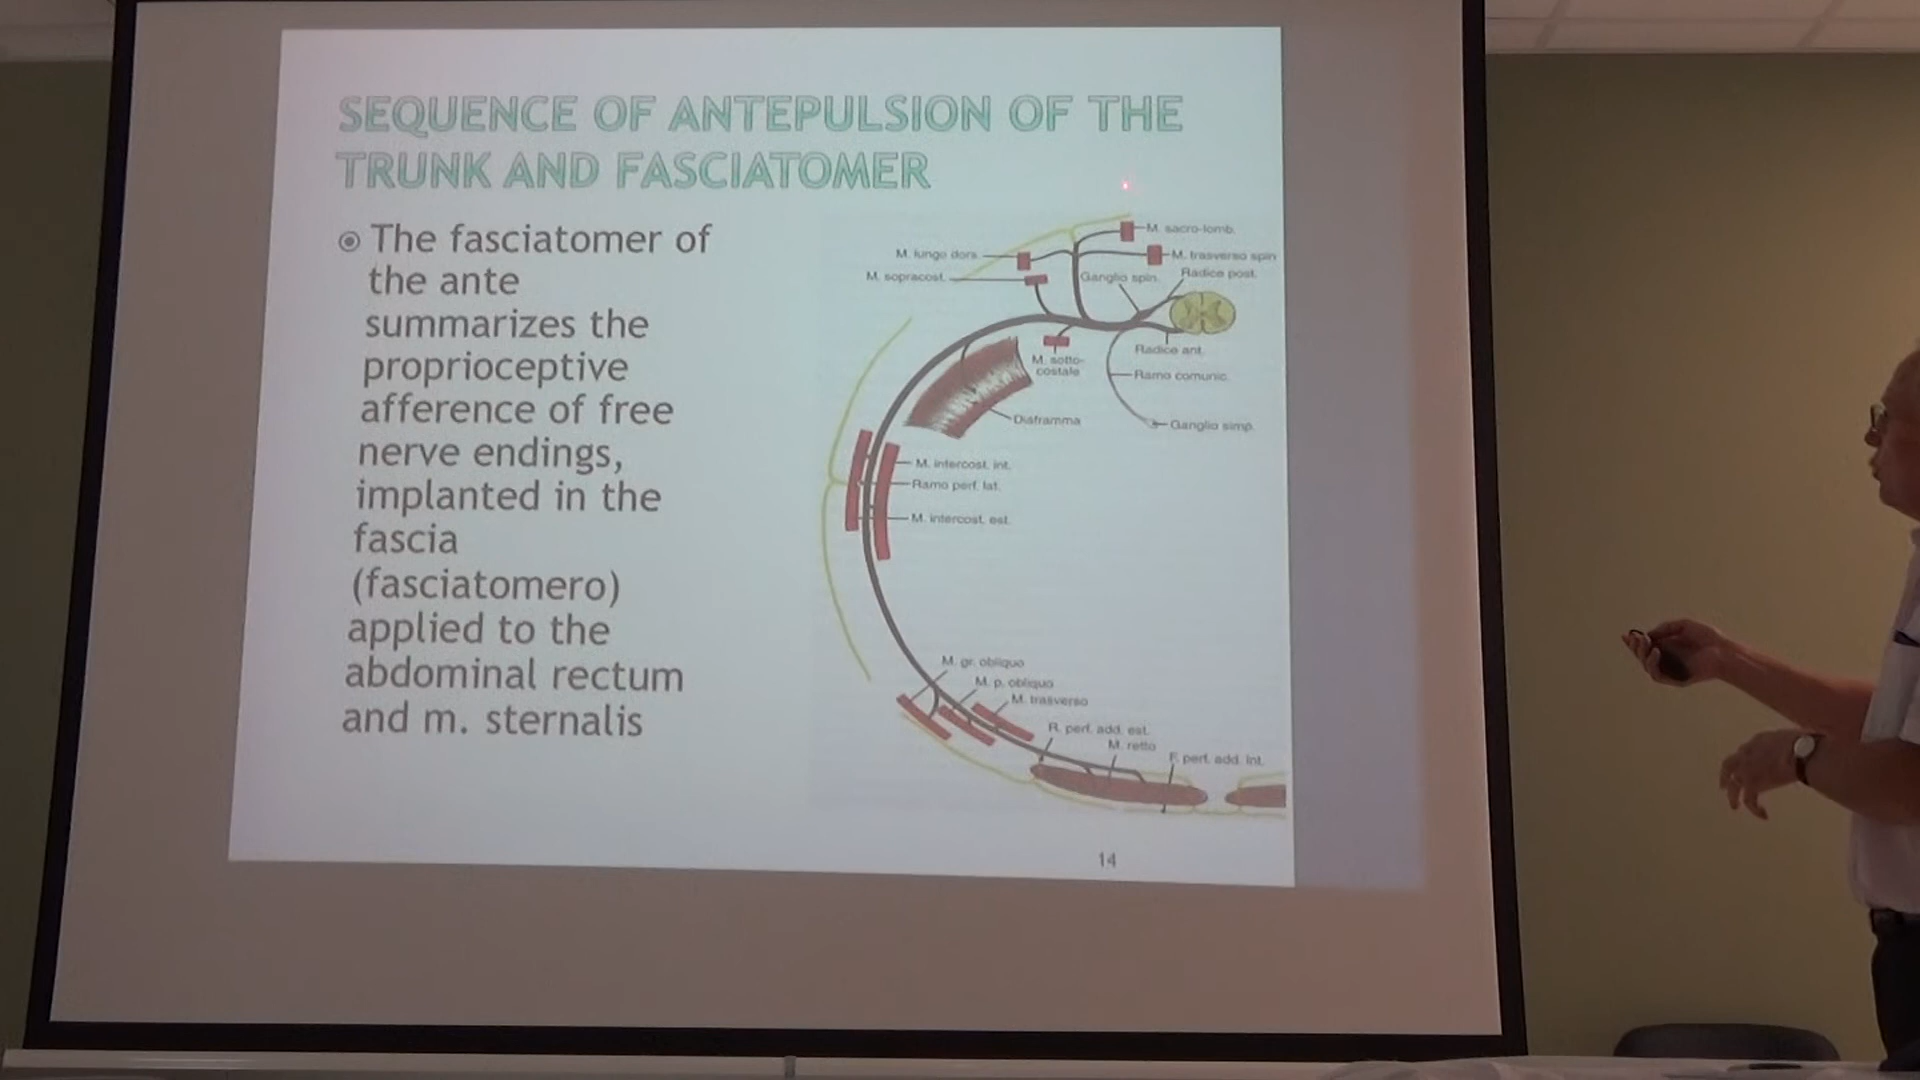 SEQUENCE OF ANTEPULSION OF THE
TRUNK AND FASCIATOMER
The fasciatomer of
the ante
summarizes the
proprioceptive
afference of free
nerve endings,
implanted in the
fascia
(fasciatomero)
applied to the
abdominal rectum
and m. sternalis
M. sacro-lomb.
M. lungo dors.
M. trasverso spin
M. sopracost.
Ganglio spin.
Radice post.
Radice ant.
M. sotto-
costale
Ramo comunic.
Diaframma
Ganglio simp.
M. intercost. int.
Ramo perf. lat.
M. intercost. est.
M. gr. obliquo
M. p. obliquo
M. trasverso
R. perf. add. est.
M. retto
perf. add. int.
14